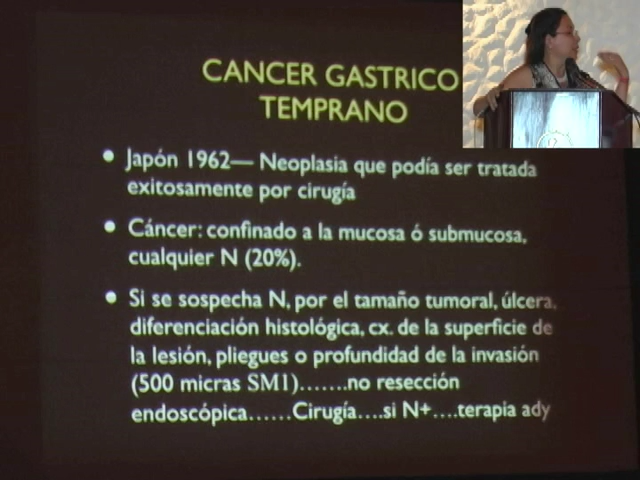 CANCER GASTRICO
TEMPRANO
• Japón 1962— Neoplasia que podía ser tratada
exitosamente por cirugía
• Cáncer: confinado a la mucosa ó submucosa,
cualquier N (20%).
• Si se sospecha N, por el tamaño tumoral, úlcera,
diferenciación histológica, cx. de la superficie de
la lesión, pliegues o profundidad de la invasión
(500 micras SM1)…….no resección
endoscópica……Cirugía….si N+….terapia ady